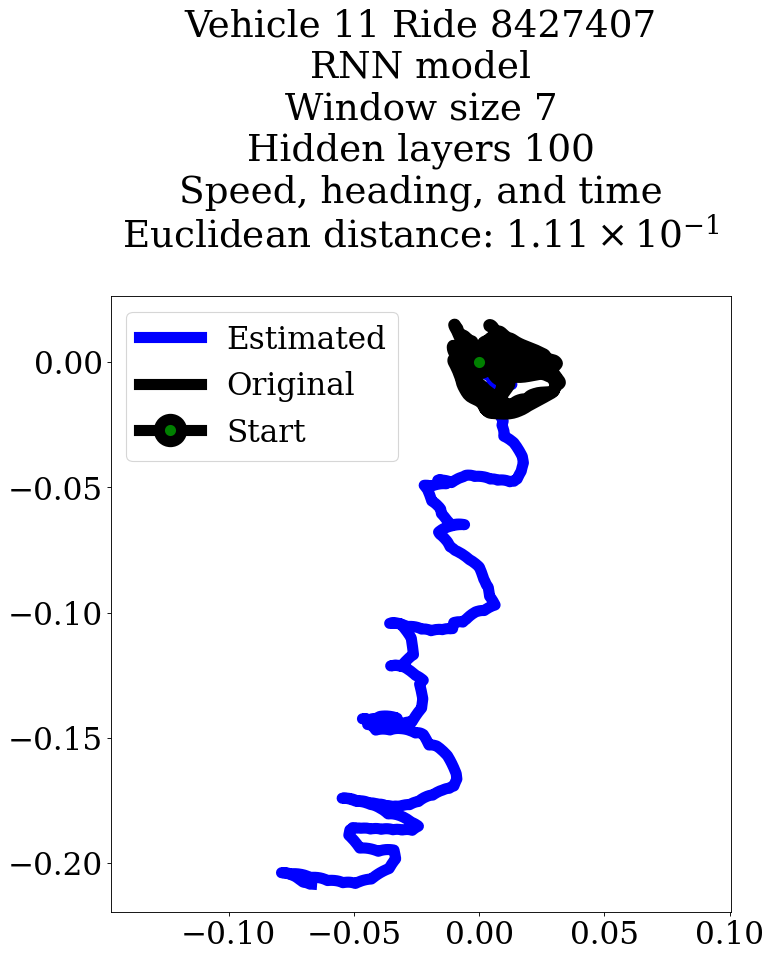 Vehicle 11 Ride 8427407
RNN model
Window size 7
Hidden layers 100
Speed, heading, and time
Euclidean distance: 1.11 × 10⁻¹
Estimated
Original
Start
0.00
−0.05
−0.10
−0.15
−0.20
−0.10 −0.05 0.00 0.05 0.10